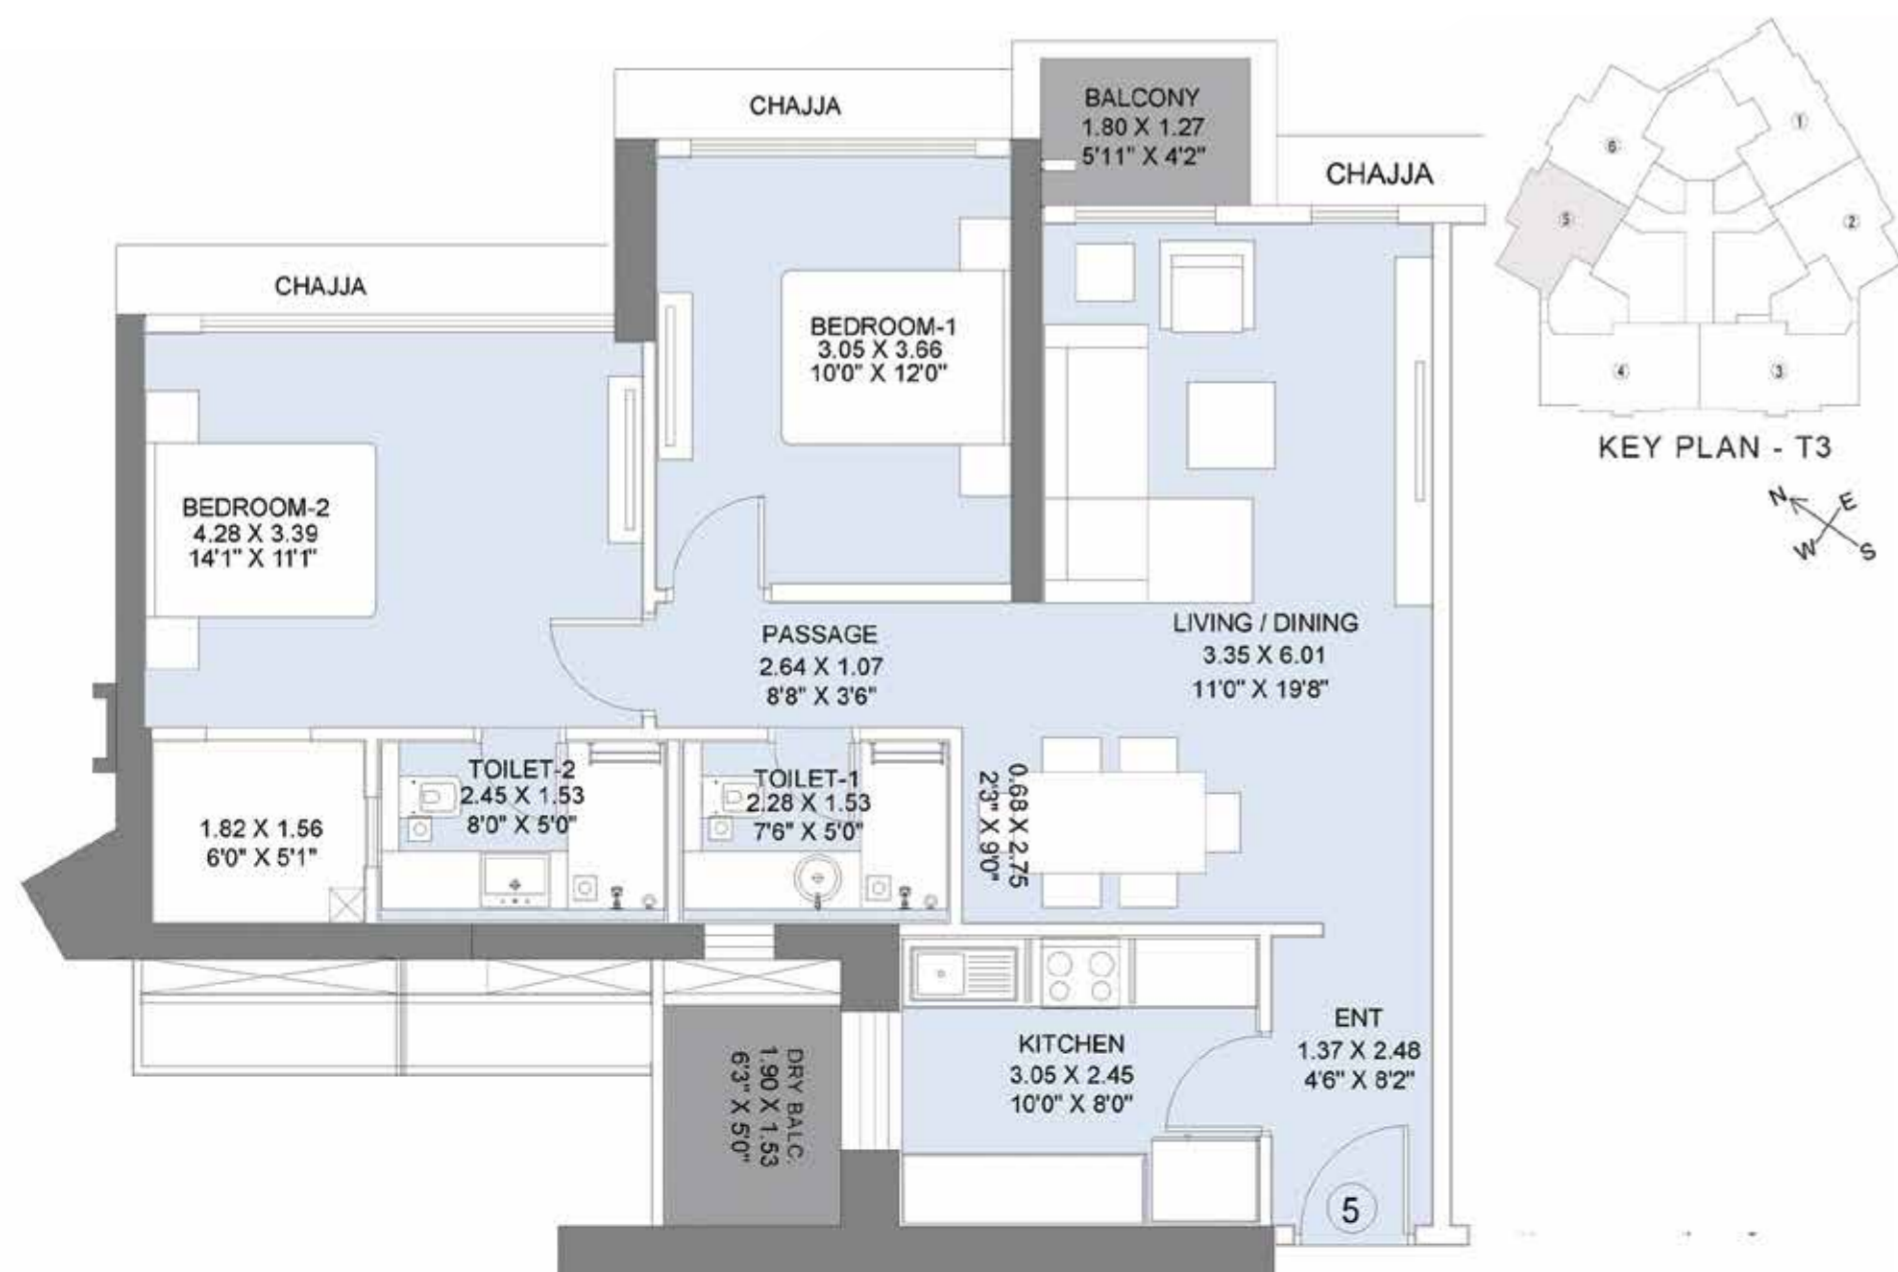 CHAJJA
BALCONY
1.80 X 1.27
5'11" X 4'2"
CHAJJA
CHAJJA
BEDROOM-1
3.05 X 3.66
10'0" X 12'0"
BEDROOM-2
4.28 X 3.39
14'1" X 11'1"
PASSAGE
2.64 X 1.07
8'8" X 3'6"
LIVING / DINING
3.35 X 6.01
11'0" X 19'8"
1.82 X 1.56
6'0" X 5'1"
TOILET-2
2.45 X 1.53
8'0" X 5'0"
TOILET-1
2.28 X 1.53
7'6" X 5'0"
0.68 X 2.75
2'3" X 9'0"
DRY BALC.
1.90 X 1.53
6'3" X 5'0"
KITCHEN
3.05 X 2.45
10'0" X 8'0"
ENT
1.37 X 2.48
4'6" X 8'2"
5
1
6
5
2
4
3
KEY PLAN - T3
N
E
W
S